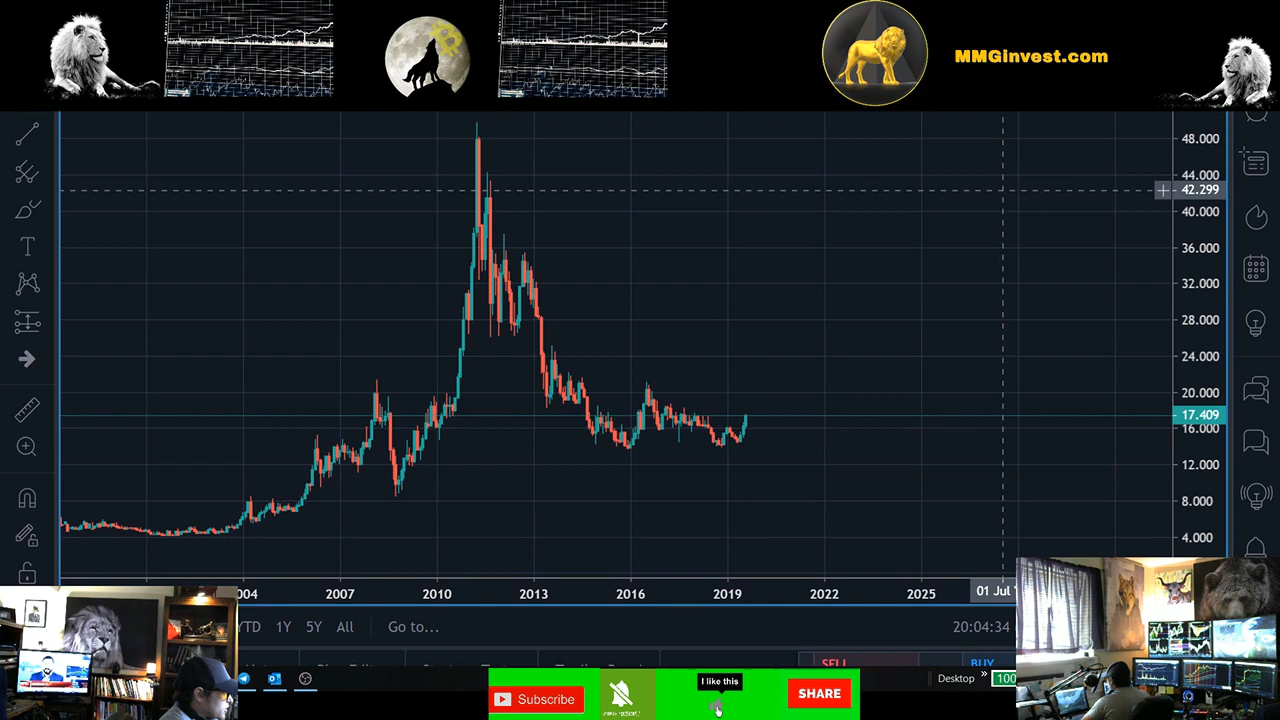 MMGinvest.com
48.000
44.000
42.299
40.000
36.000
32.000
28.000
24.000
20.000
17.409
16.000
12.000
8.000
4.000
004 2007 2010 2013 2016 2019 2022 2025 01 Jul
YTD 1Y 5Y All Go to... 20:04:34
SELL BUY
I like this
Subscribe SHARE
Desktop » 100